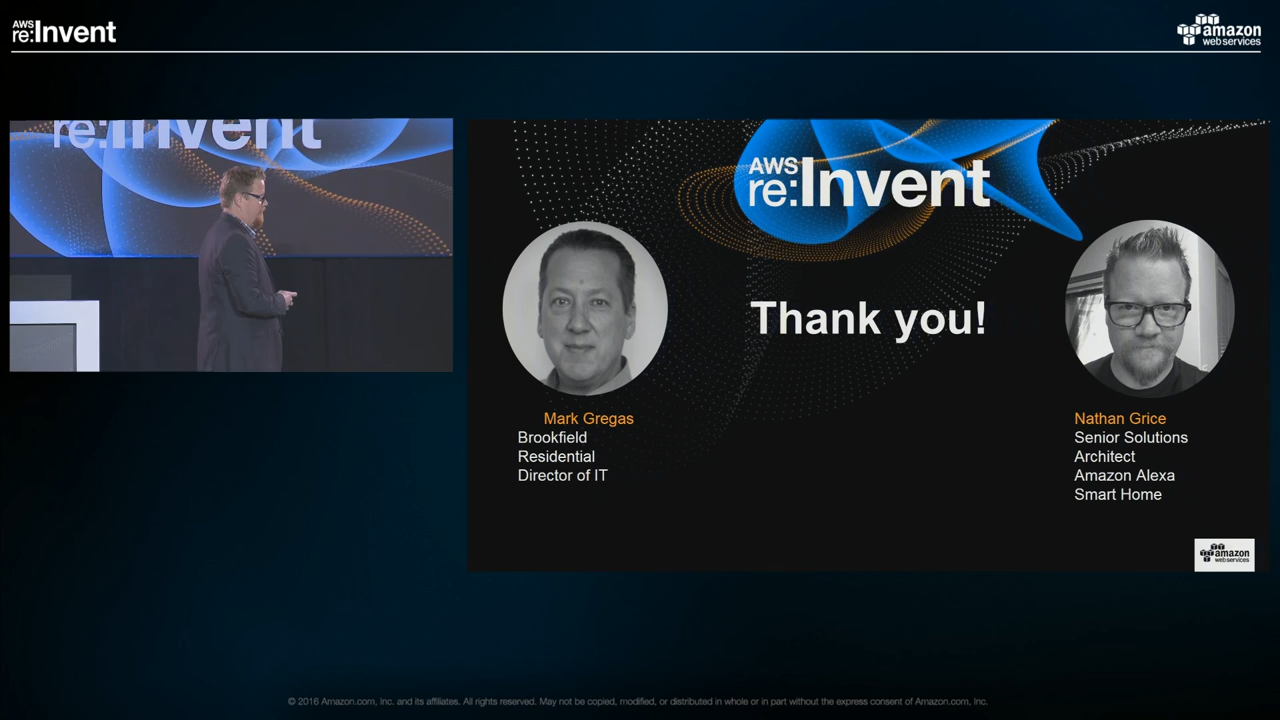 AWS
re:Invent
amazon
web services
re:Invent
AWS
re:Invent
Thank you!
Mark Gregas
Brookfield
Residential
Director of IT
Nathan Grice
Senior Solutions
Architect
Amazon Alexa
Smart Home
amazon
web services
© 2016 Amazon.com, Inc. and its affiliates. All rights reserved. May not be copied, modified, or distributed in whole or in part without the express consent of Amazon.com, Inc.